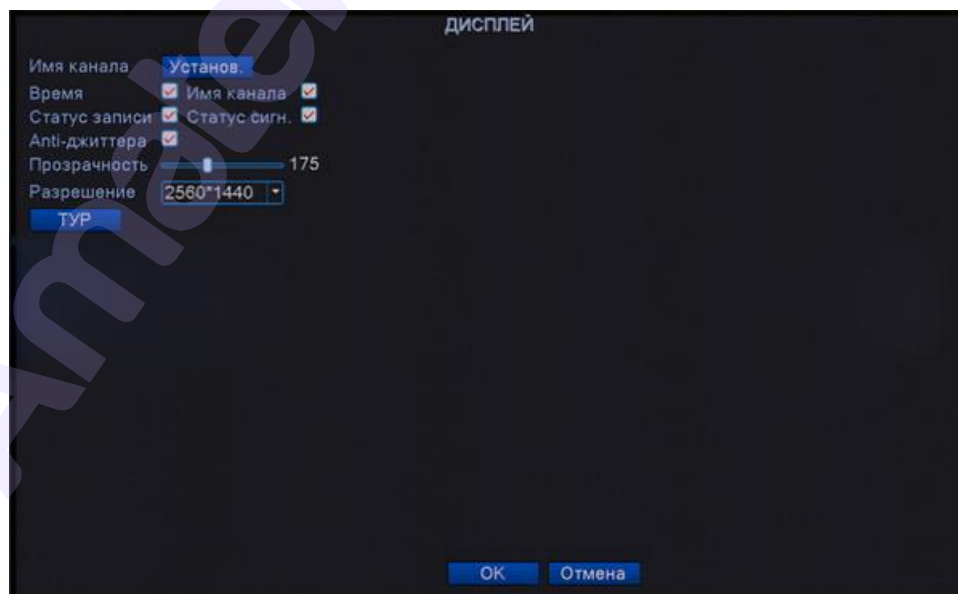 ДИСПЛЕЙ
Имя канала Установ.
Время Имя канала
Статус записи Статус сигн.
Anti-джиттера
Прозрачность 175
Разрешение 2560*1440
ТУР
OK Отмена